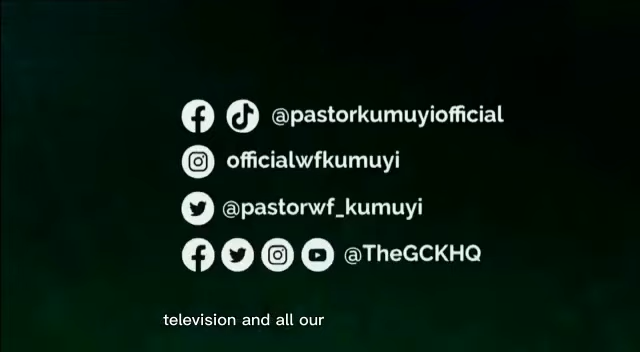 @pastorkumuyiofficial
officialwfkumuyi
@pastorwf_kumuyi
@TheGCKHQ
television and all our